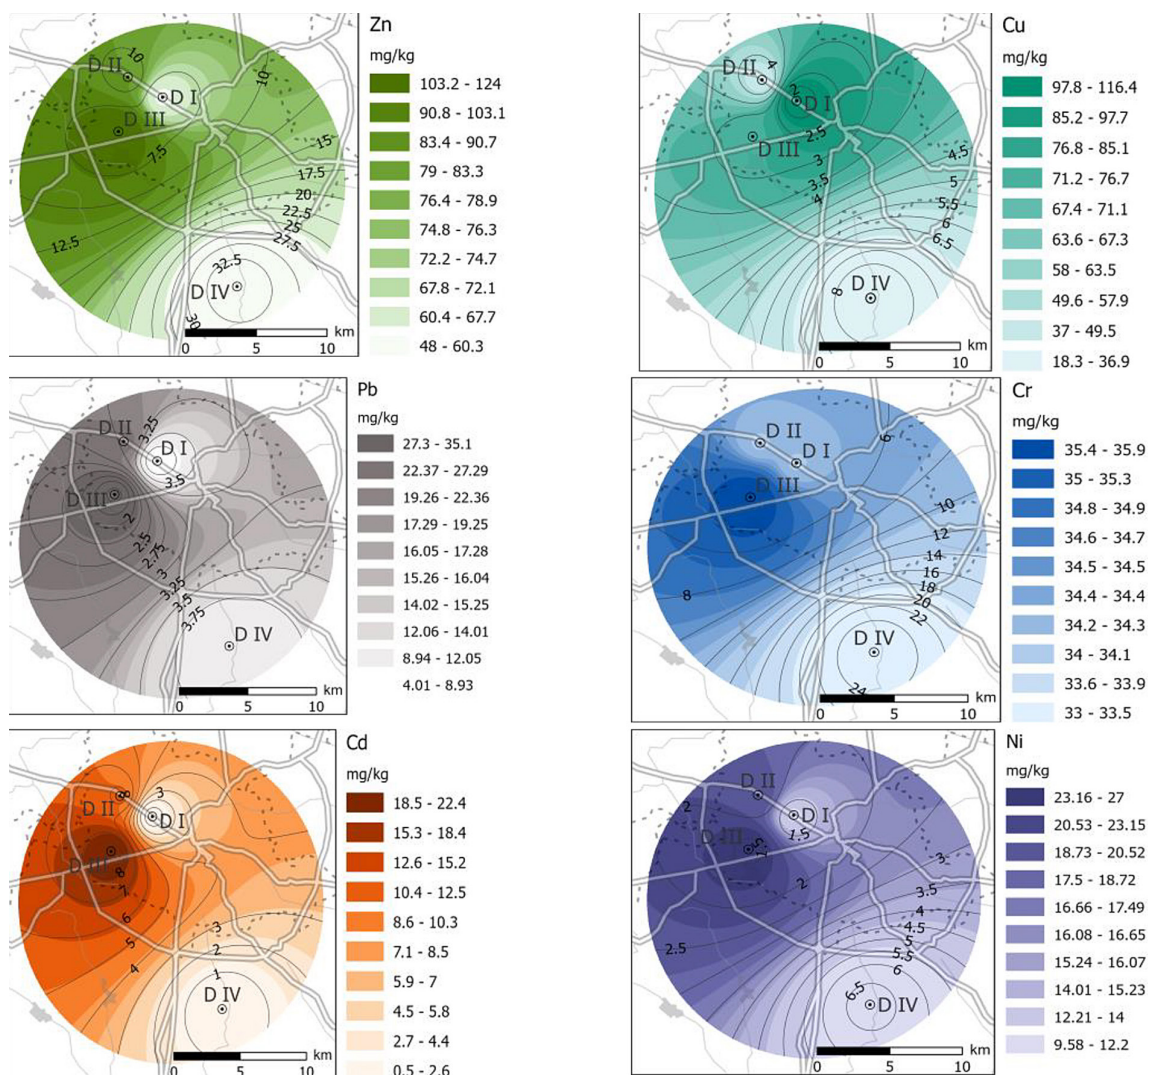 Zn
mg/kg
103.2 - 124
90.8 - 103.1
83.4 - 90.7
79 - 83.3
76.4 - 78.9
74.8 - 76.3
72.2 - 74.7
67.8 - 72.1
60.4 - 67.7
48 - 60.3
D II
D I
D III
D IV
10
10
7.5
15
17.5
20
22.5
25
27.5
12.5
32.5
30
km
0 5 10
Cu
mg/kg
97.8 - 116.4
85.2 - 97.7
76.8 - 85.1
71.2 - 76.7
67.4 - 71.1
63.6 - 67.3
58 - 63.5
49.6 - 57.9
37 - 49.5
18.3 - 36.9
D II
D I
D III
D IV
4
2
2.5
3
3.5
4
4.5
5
5.5
6
6.5
8
km
0 5 10
Pb
mg/kg
27.3 - 35.1
22.37 - 27.29
19.26 - 22.36
17.29 - 19.25
16.05 - 17.28
15.26 - 16.04
14.02 - 15.25
12.06 - 14.01
8.94 - 12.05
4.01 - 8.93
D II
D I
D III
D IV
3.25
3.5
2
2.5
2.75
3
3.25
3.5
3.75
km
0 5 10
Cr
mg/kg
35.4 - 35.9
35 - 35.3
34.8 - 34.9
34.6 - 34.7
34.5 - 34.5
34.4 - 34.4
34.2 - 34.3
34 - 34.1
33.6 - 33.9
33 - 33.5
D II
D I
D III
D IV
10
12
14
16
18
20
22
8
24
km
0 5 10
Cd
mg/kg
18.5 - 22.4
15.3 - 18.4
12.6 - 15.2
10.4 - 12.5
8.6 - 10.3
7.1 - 8.5
5.9 - 7
4.5 - 5.8
2.7 - 4.4
0.5 - 2.6
D II
D I
D III
D IV
8
3
8
7
6
5
4
3
2
1
km
0 5 10
Ni
mg/kg
23.16 - 27
20.53 - 23.15
18.73 - 20.52
17.5 - 18.72
16.66 - 17.49
16.08 - 16.65
15.24 - 16.07
14.01 - 15.23
12.21 - 14
9.58 - 12.2
D II
D I
D III
D IV
2
1.5
1.5
2
3
3.5
4
4.5
5
5.5
6
2.5
6.5
km
0 5 10